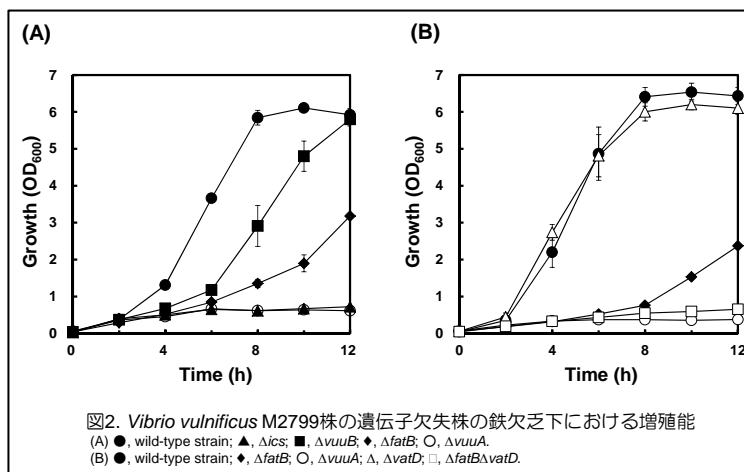 (A)
(B)
7
6
5
4
3
2
1
0
Growth (OD600)
0
4
8
12
Time (h)
7
6
5
4
3
2
1
0
Growth (OD600)
0
4
8
12
Time (h)
図2. Vibrio vulnificus M2799株の遺伝子欠失株の鉄欠乏下における増殖能
(A) ●, wild-type strain; ▲, Δics; ■, ΔvuuB; ◆, ΔfatB; ○, ΔvuuA.
(B) ●, wild-type strain; ◆, ΔfatB; ○, ΔvuuA; △, ΔvatD; □, ΔfatBΔvatD.